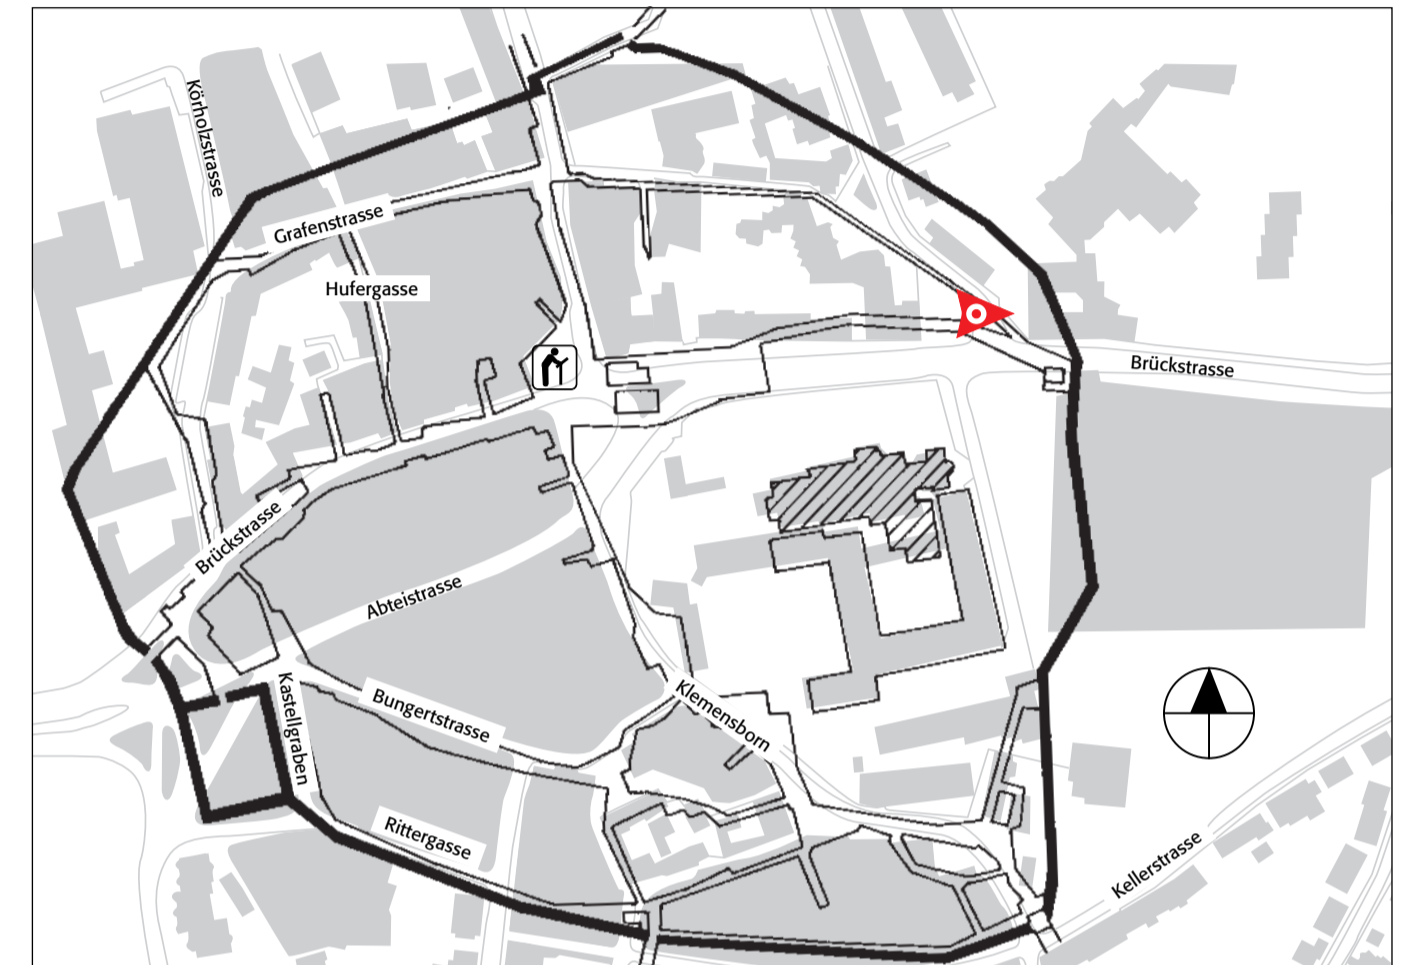 Körholzstrasse
Grafenstrasse
Hufergasse
Brückstrasse
Brückstrasse
Abteistrasse
Kastellgraben
Bungertstrasse
Klemensborn
Rittergasse
Kellerstrasse